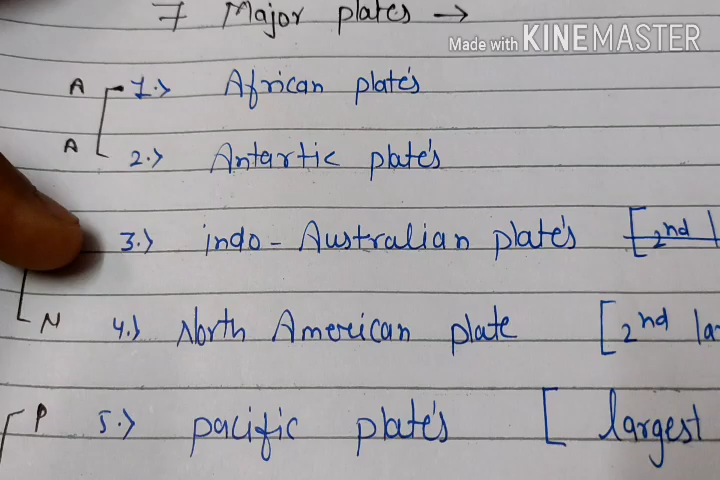 7 Major plates →
Made with KINEMASTER
A 1.> African plate's
A 2.> Antartic plate's
3.> indo - Australian plate's [2nd
N 4.> North American plate [2nd la
P 5.> pacific plate's [ largest